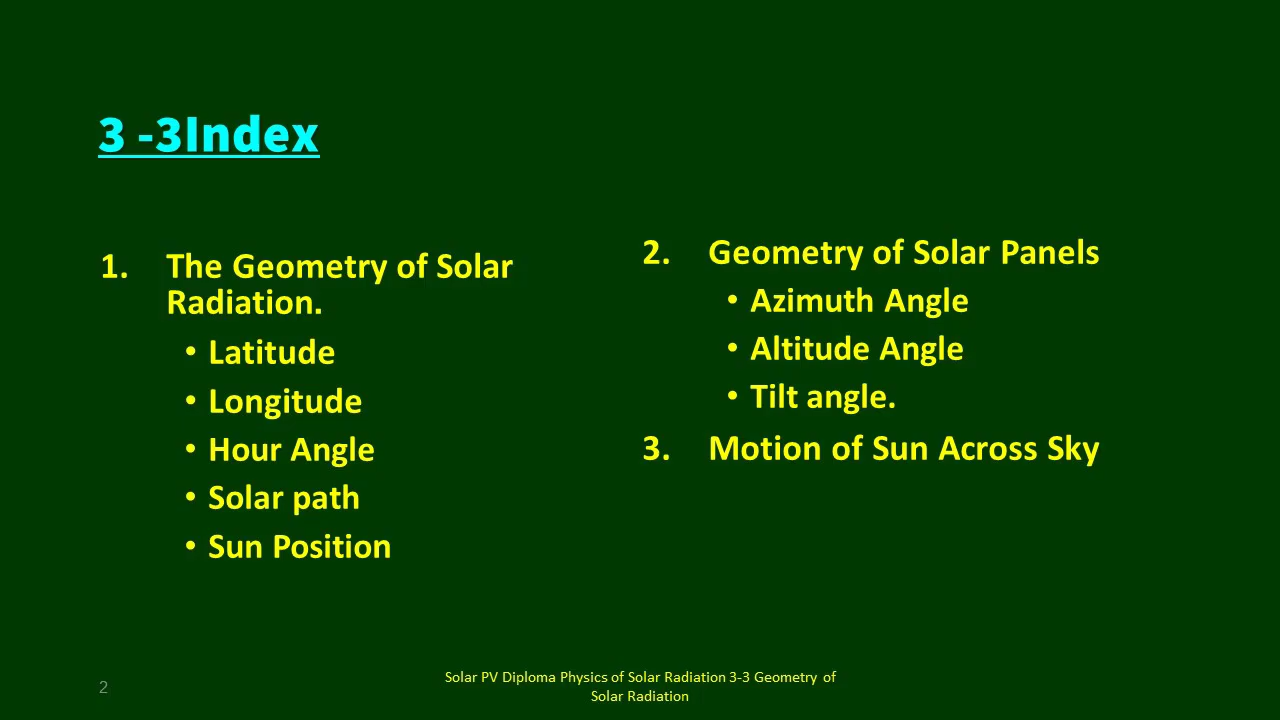 3 -3Index
1. The Geometry of Solar
Radiation.
• Latitude
• Longitude
• Hour Angle
• Solar path
• Sun Position
2. Geometry of Solar Panels
• Azimuth Angle
• Altitude Angle
• Tilt angle.
3. Motion of Sun Across Sky
2
Solar PV Diploma Physics of Solar Radiation 3-3 Geometry of
Solar Radiation